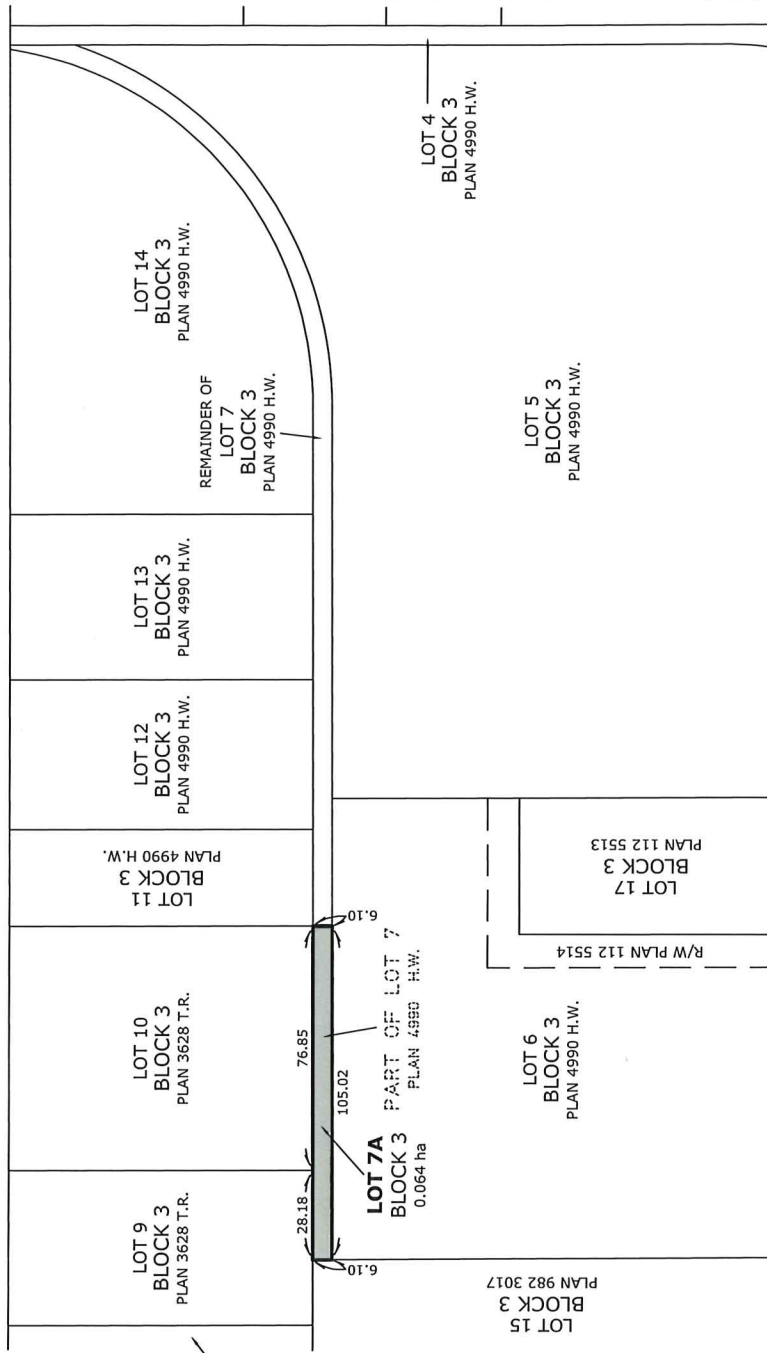 LOT 4
BLOCK 3
PLAN 4990 H.W.
LOT 14
BLOCK 3
PLAN 4990 H.W.
REMAINDER OF
LOT 7
BLOCK 3
PLAN 4990 H.W.
LOT 5
BLOCK 3
PLAN 4990 H.W.
LOT 13
BLOCK 3
PLAN 4990 H.W.
LOT 12
BLOCK 3
PLAN 4990 H.W.
LOT 11
BLOCK 3
PLAN 4990 H.W.
LOT 17
BLOCK 3
PLAN 112 5513
R/W PLAN 112 5514
LOT 10
BLOCK 3
PLAN 3628 T.R.
6.10
76.85
105.02
PART OF LOT 7
PLAN 4990 H.W.
LOT 6
BLOCK 3
PLAN 4990 H.W.
LOT 9
BLOCK 3
PLAN 3628 T.R.
28.18
6.10
LOT 7A
BLOCK 3
0.064 ha
LOT 15
BLOCK 3
PLAN 982 3017